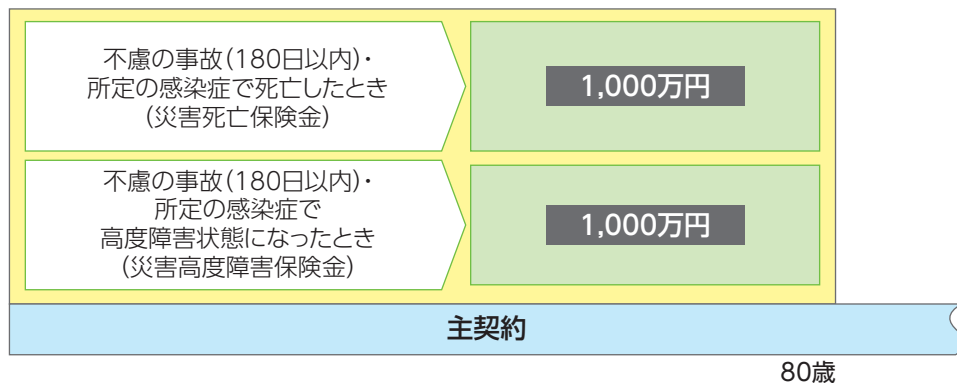 不慮の事故(180日以内)・
所定の感染症で死亡したとき
(災害死亡保険金)
1,000万円
不慮の事故(180日以内)・
所定の感染症で
高度障害状態になったとき
(災害高度障害保険金)
1,000万円
主契約
80歳